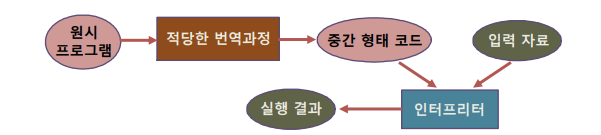 원시
프로그램
적당한 번역과정
중간 형태 코드
입력 자료
실행 결과
인터프리터